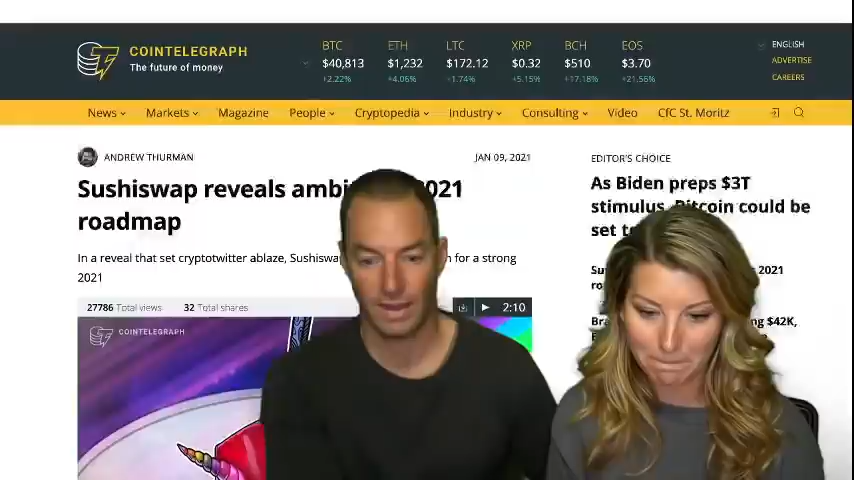 COINTELEGRAPH
The future of money
BTC ETH LTC XRP BCH EOS
$40,813 $1,232 $172.12 $0.32 $510 $3.70
+2.22% +4.06% +1.74% +5.15% +17.18% +21.56%
ENGLISH
ADVERTISE
CAREERS
News Markets Magazine People Cryptopedia Industry Consulting Video CfC St. Moritz
ANDREW THURMAN JAN 09, 2021
Sushiswap reveals 2021
roadmap
In a reveal that set cryptotwitter ablaze, for a strong
2021
27786 Total views 32 Total shares 2:10
COINTELEGRAPH
EDITOR'S CHOICE
As Biden preps $3T
stimulus, Bitcoin could be
set
2021
$42K,